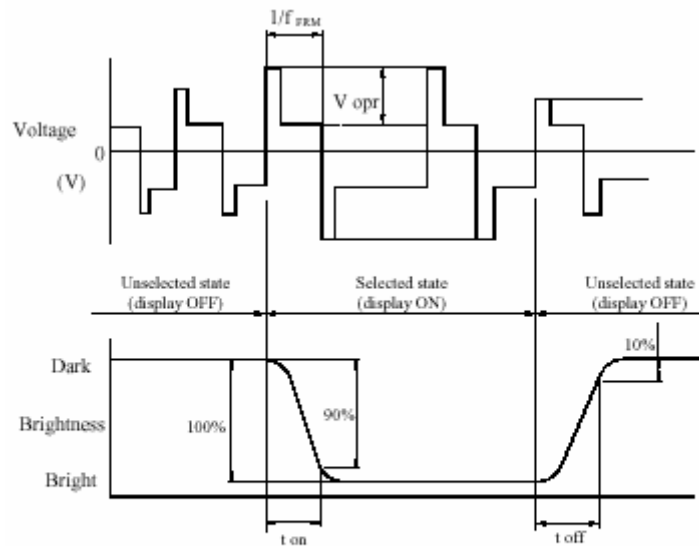 1/f FRM
V opr
Voltage
0
(V)
Unselected state
(display OFF)
Selected state
(display ON)
Unselected state
(display OFF)
Dark
10%
Brightness
100%
90%
Bright
t on
t off